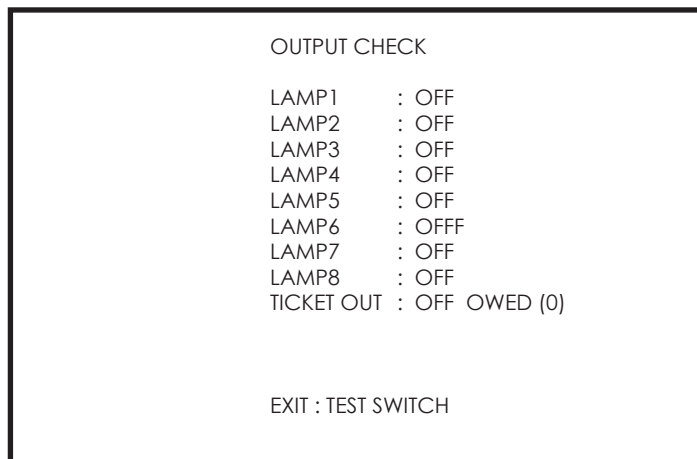 OUTPUT CHECK
LAMP1 : OFF
LAMP2 : OFF
LAMP3 : OFF
LAMP4 : OFF
LAMP5 : OFF
LAMP6 : OFFF
LAMP7 : OFF
LAMP8 : OFF
TICKET OUT : OFF OWED (0)
EXIT : TEST SWITCH